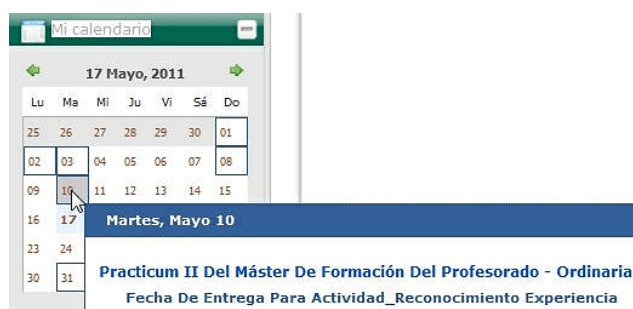 Mi calendario
17 Mayo, 2011
Lu Ma Mi Ju Vi Sá Do
25 26 27 28 29 30 01
02 03 04 05 06 07 08
09 10 11 12 13 14 15
16 17
Martes, Mayo 10
23 24
Practicum II Del Máster De Formación Del Profesorado - Ordinaria
30 31
Fecha De Entrega Para Actividad_Reconocimiento Experiencia